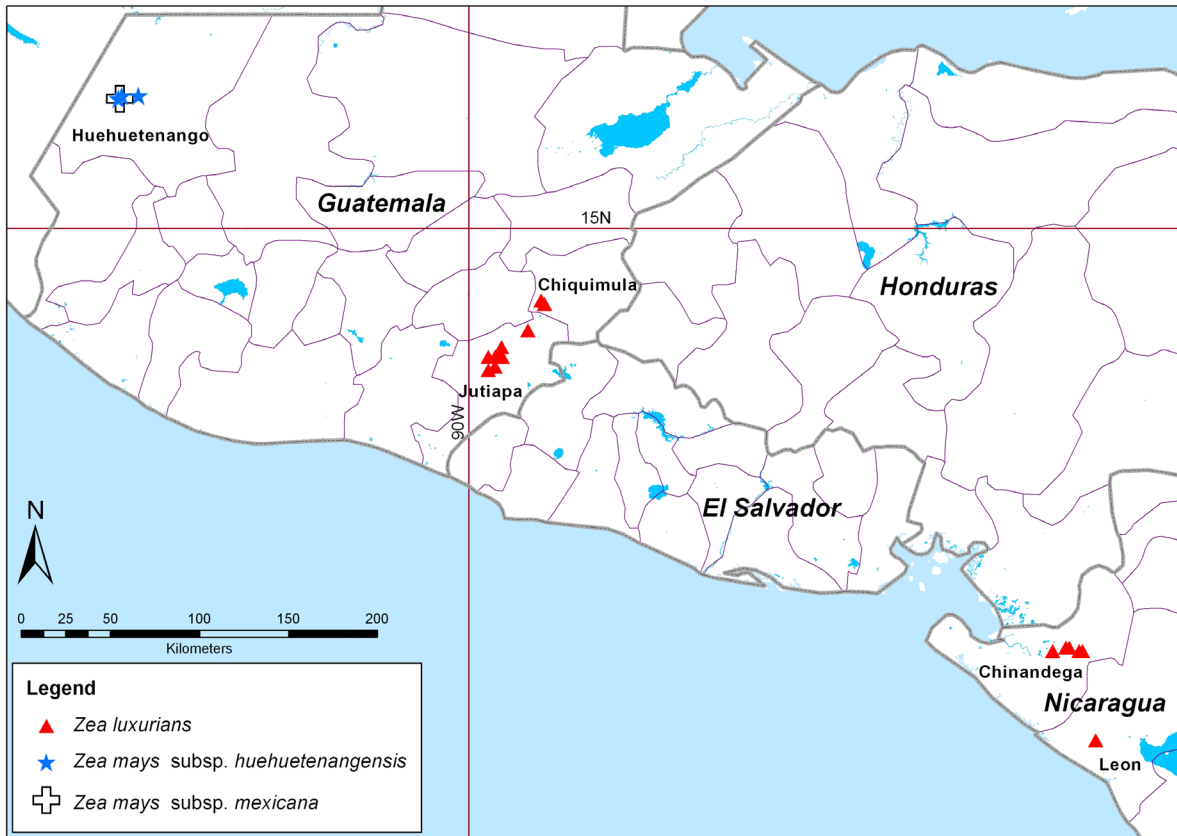 Huehuetenango
Guatemala
15N
Chiquimula
Honduras
Jutiapa
90W
El Salvador
N
0 25 50 100 150 200
Kilometers
Chinandega
Nicaragua
Leon
Legend
Zea luxurians
Zea mays subsp. huehuetenangensis
Zea mays subsp. mexicana